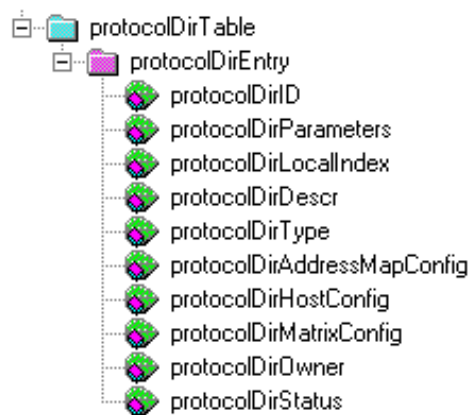 protocolDirTable
protocolDirEntry
protocolDirID
protocolDirParameters
protocolDirLocalIndex
protocolDirDescr
protocolDirType
protocolDirAddressMapConfig
protocolDirHostConfig
protocolDirMatrixConfig
protocolDirOwner
protocolDirStatus